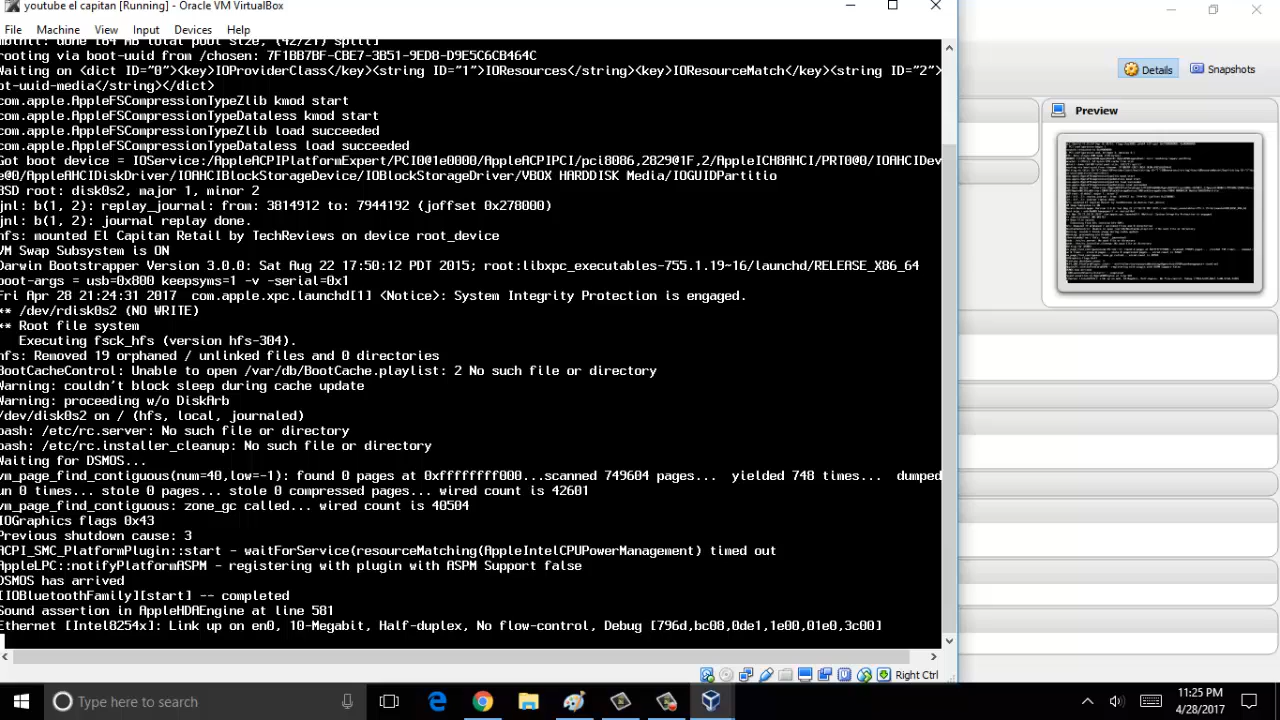 youtube el capitan [Running] - Oracle VM VirtualBox
File Machine View Input Devices Help
mbinit: done [64 MB total pool size, (42/21) split]
rooting via boot-uuid from /chosen: 7F1BB7BF-CBE7-3B51-9ED8-D9E5C6CB464C
Waiting on <dict ID="0"><key>IOProviderClass</key><string ID="1">IOResources</string><key>IOResourceMatch</key><string ID="2">
ot-uuid-media</string></dict>
com.apple.AppleFSCompressionTypeZlib kmod start
com.apple.AppleFSCompressionTypeDataless kmod start
com.apple.AppleFSCompressionTypeZlib load succeeded
com.apple.AppleFSCompressionTypeDataless load succeeded
Got boot device = IOService:/AppleACPIPlatformExpert/PCI0@1e0000/AppleACPIPCI/pci8086,2829@1F,2/AppleICH8AHCI/PRT0@0/IOAHCIDev
e@0/AppleAHCIDiskDriver/IOAHCIBlockStorageDevice/IOBlockStorageDriver/VBOX HARDDISK Media/IOGUIDPartitio
BSD root: disk0s2, major 1, minor 2
jnl: b(1, 2): replay_journal: from: 3814912 to: 7944192 (joffset 0x278000)
jnl: b(1, 2): journal replay done.
hfs: mounted El Capitan Retail by TechReviews on device root_device
VM Swap Subsystem is ON
Darwin Bootstrapper Version 3.0.0: Sat Aug 22 17:50:20 PDT 2015; root:libxpc_executables-755.1.19~16/launchd/RELEASE_X86_64
boot-args = usb=0x800 keepsyms=1 -v -serial=0x1
Fri Apr 28 21:24:31 2017 com.apple.xpc.launchd[1] <Notice>: System Integrity Protection is engaged.
** /dev/rdisk0s2 (NO WRITE)
** Root file system
Executing fsck_hfs (version hfs-304).
hfs: Removed 19 orphaned / unlinked files and 0 directories
BootCacheControl: Unable to open /var/db/BootCache.playlist: 2 No such file or directory
Warning: couldn't block sleep during cache update
Warning: proceeding w/o DiskArb
/dev/disk0s2 on / (hfs, local, journaled)
bash: /etc/rc.server: No such file or directory
bash: /etc/rc.installer_cleanup: No such file or directory
Waiting for DSMOS...
vm_page_find_contiguous(num=40,low=-1): found 0 pages at 0xffffffff000...scanned 749604 pages... yielded 748 times... dumped
un 0 times... stole 0 pages... stole 0 compressed pages... wired count is 42601
vm_page_find_contiguous: zone_gc called... wired count is 40504
IOGraphics flags 0x43
Previous shutdown cause: 3
ACPI_SMC_PlatformPlugin::start - waitForService(resourceMatching(AppleIntelCPUPowerManagement) timed out
AppleLPC::notifyPlatformASPM - registering with plugin with ASPM Support false
DSMOS has arrived
[IOBluetoothFamily][start] -- completed
Sound assertion in AppleHDAEngine at line 581
Ethernet [Intel8254x]: Link up on en0, 10-Megabit, Half-duplex, No flow-control, Debug [796d,bc08,0de1,1e00,01e0,3c00]
Right Ctrl
Details
Snapshots
Preview
Type here to search
11:25 PM
4/28/2017